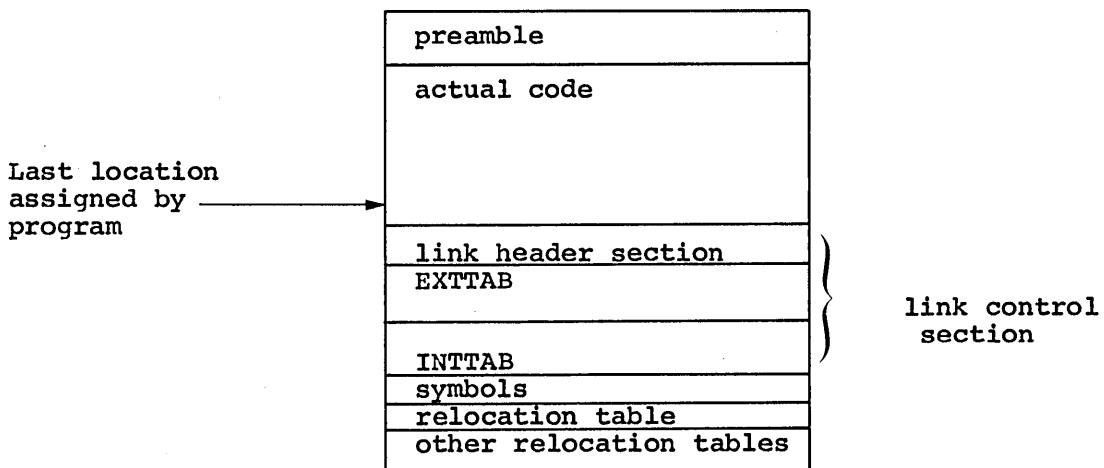 preamble
actual code
Last location
assigned by
program
link header section
EXTTAB
link control
section
INTTAB
symbols
relocation table
other relocation tables